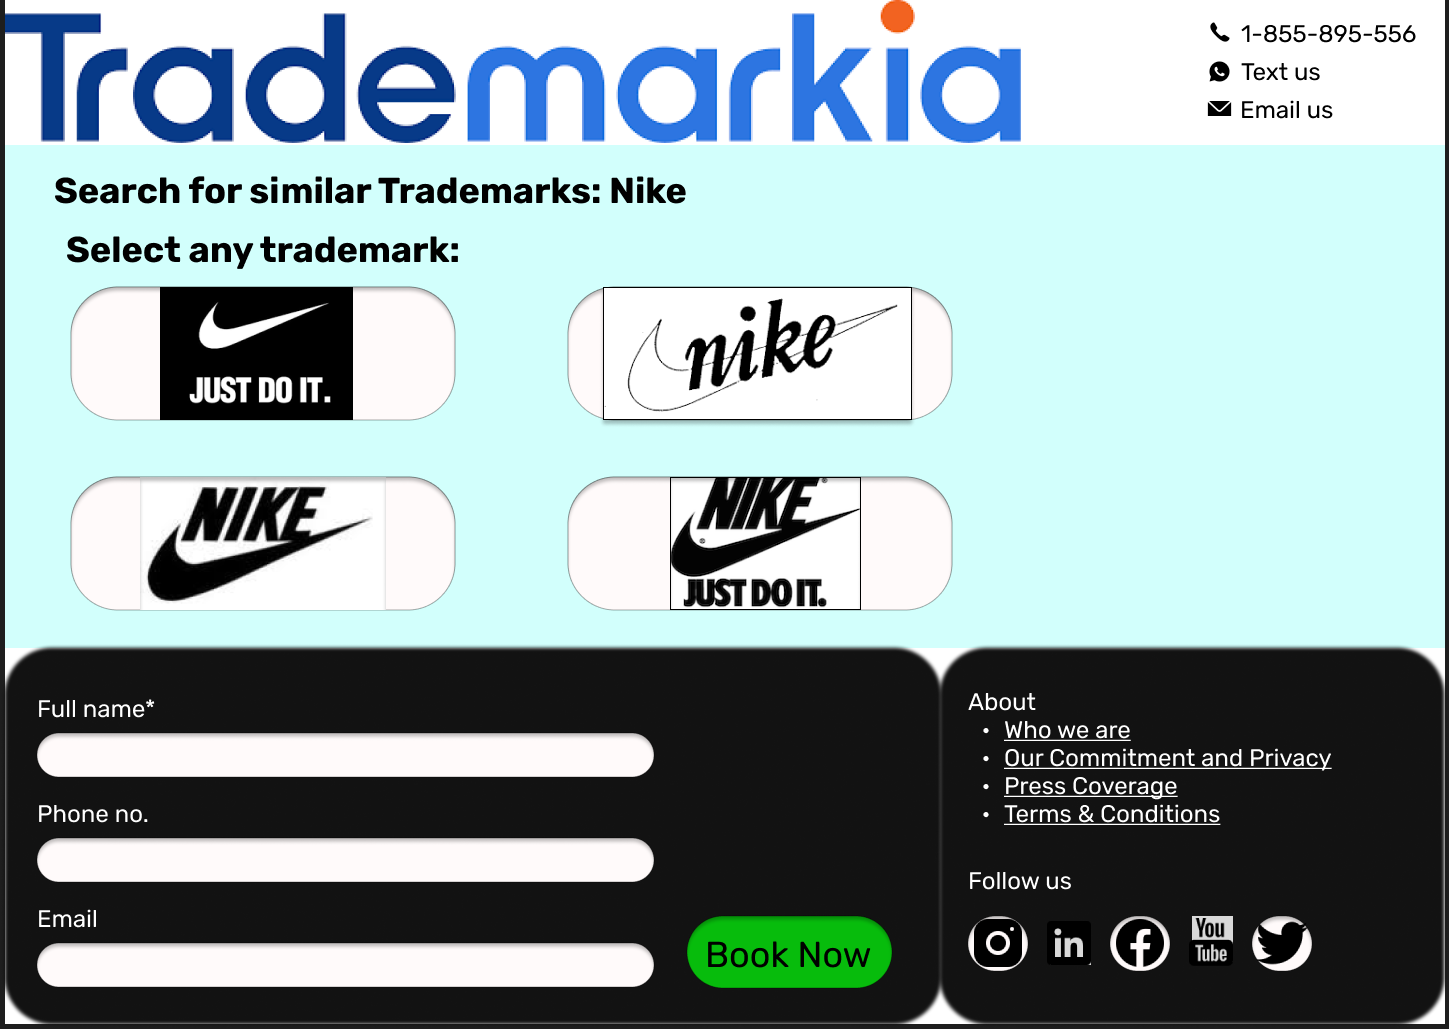 Trademarkia
1-855-895-556
Text us
Email us
Search for similar Trademarks: Nike
Select any trademark:
JUST DO IT.
nike
NIKE
NIKE®
®
JUST DO IT.
Full name*
Phone no.
Email
Book Now
About
• Who we are
• Our Commitment and Privacy
• Press Coverage
• Terms & Conditions
Follow us
in
f
You
Tube